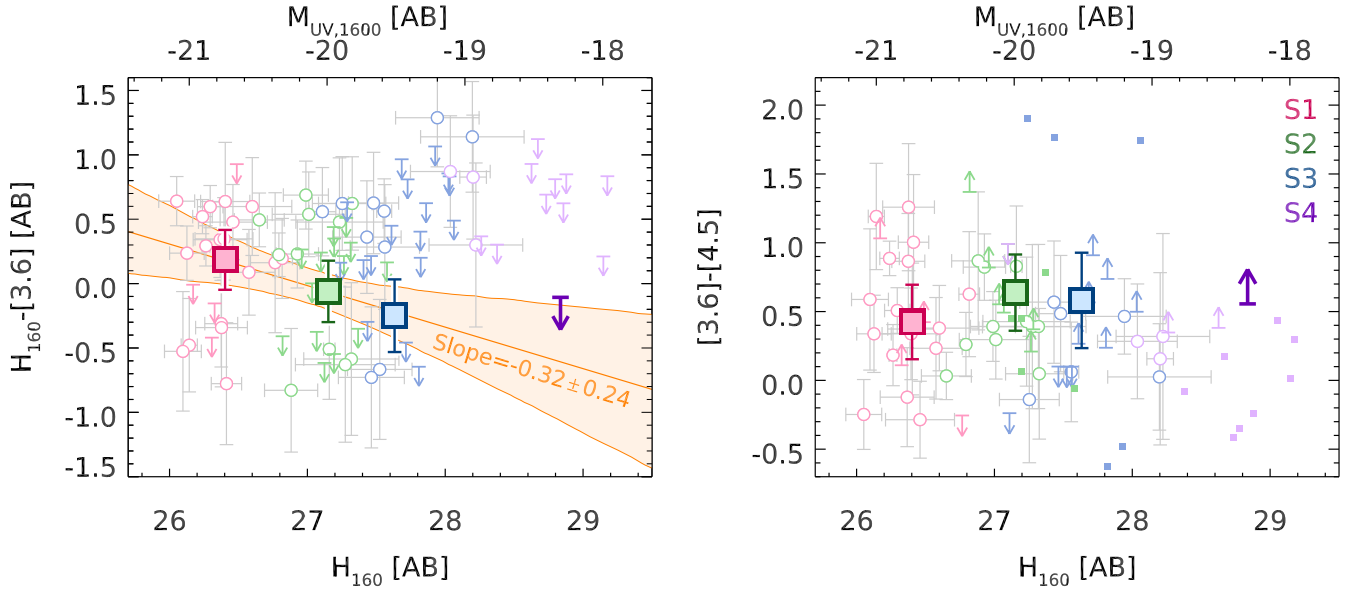 M_UV,1600 [AB]
-21 -20 -19 -18
1.5
1.0
0.5
0.0
-0.5
-1.0
-1.5
H_160-[3.6] [AB]
Slope=-0.32±0.24
26 27 28 29
H_160 [AB]
M_UV,1600 [AB]
-21 -20 -19 -18
2.0
1.5
1.0
0.5
0.0
-0.5
[3.6]-[4.5]
S1
S2
S3
S4
26 27 28 29
H_160 [AB]